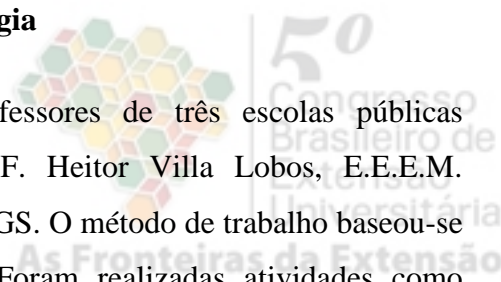 gia
5º
Congresso
Brasileiro de
Extensão
Universitária
As Fronteiras da Extensão
fessores de três escolas públicas
F. Heitor Villa Lobos, E.E.E.M.
GS. O método de trabalho baseou-se
Foram realizadas atividades como